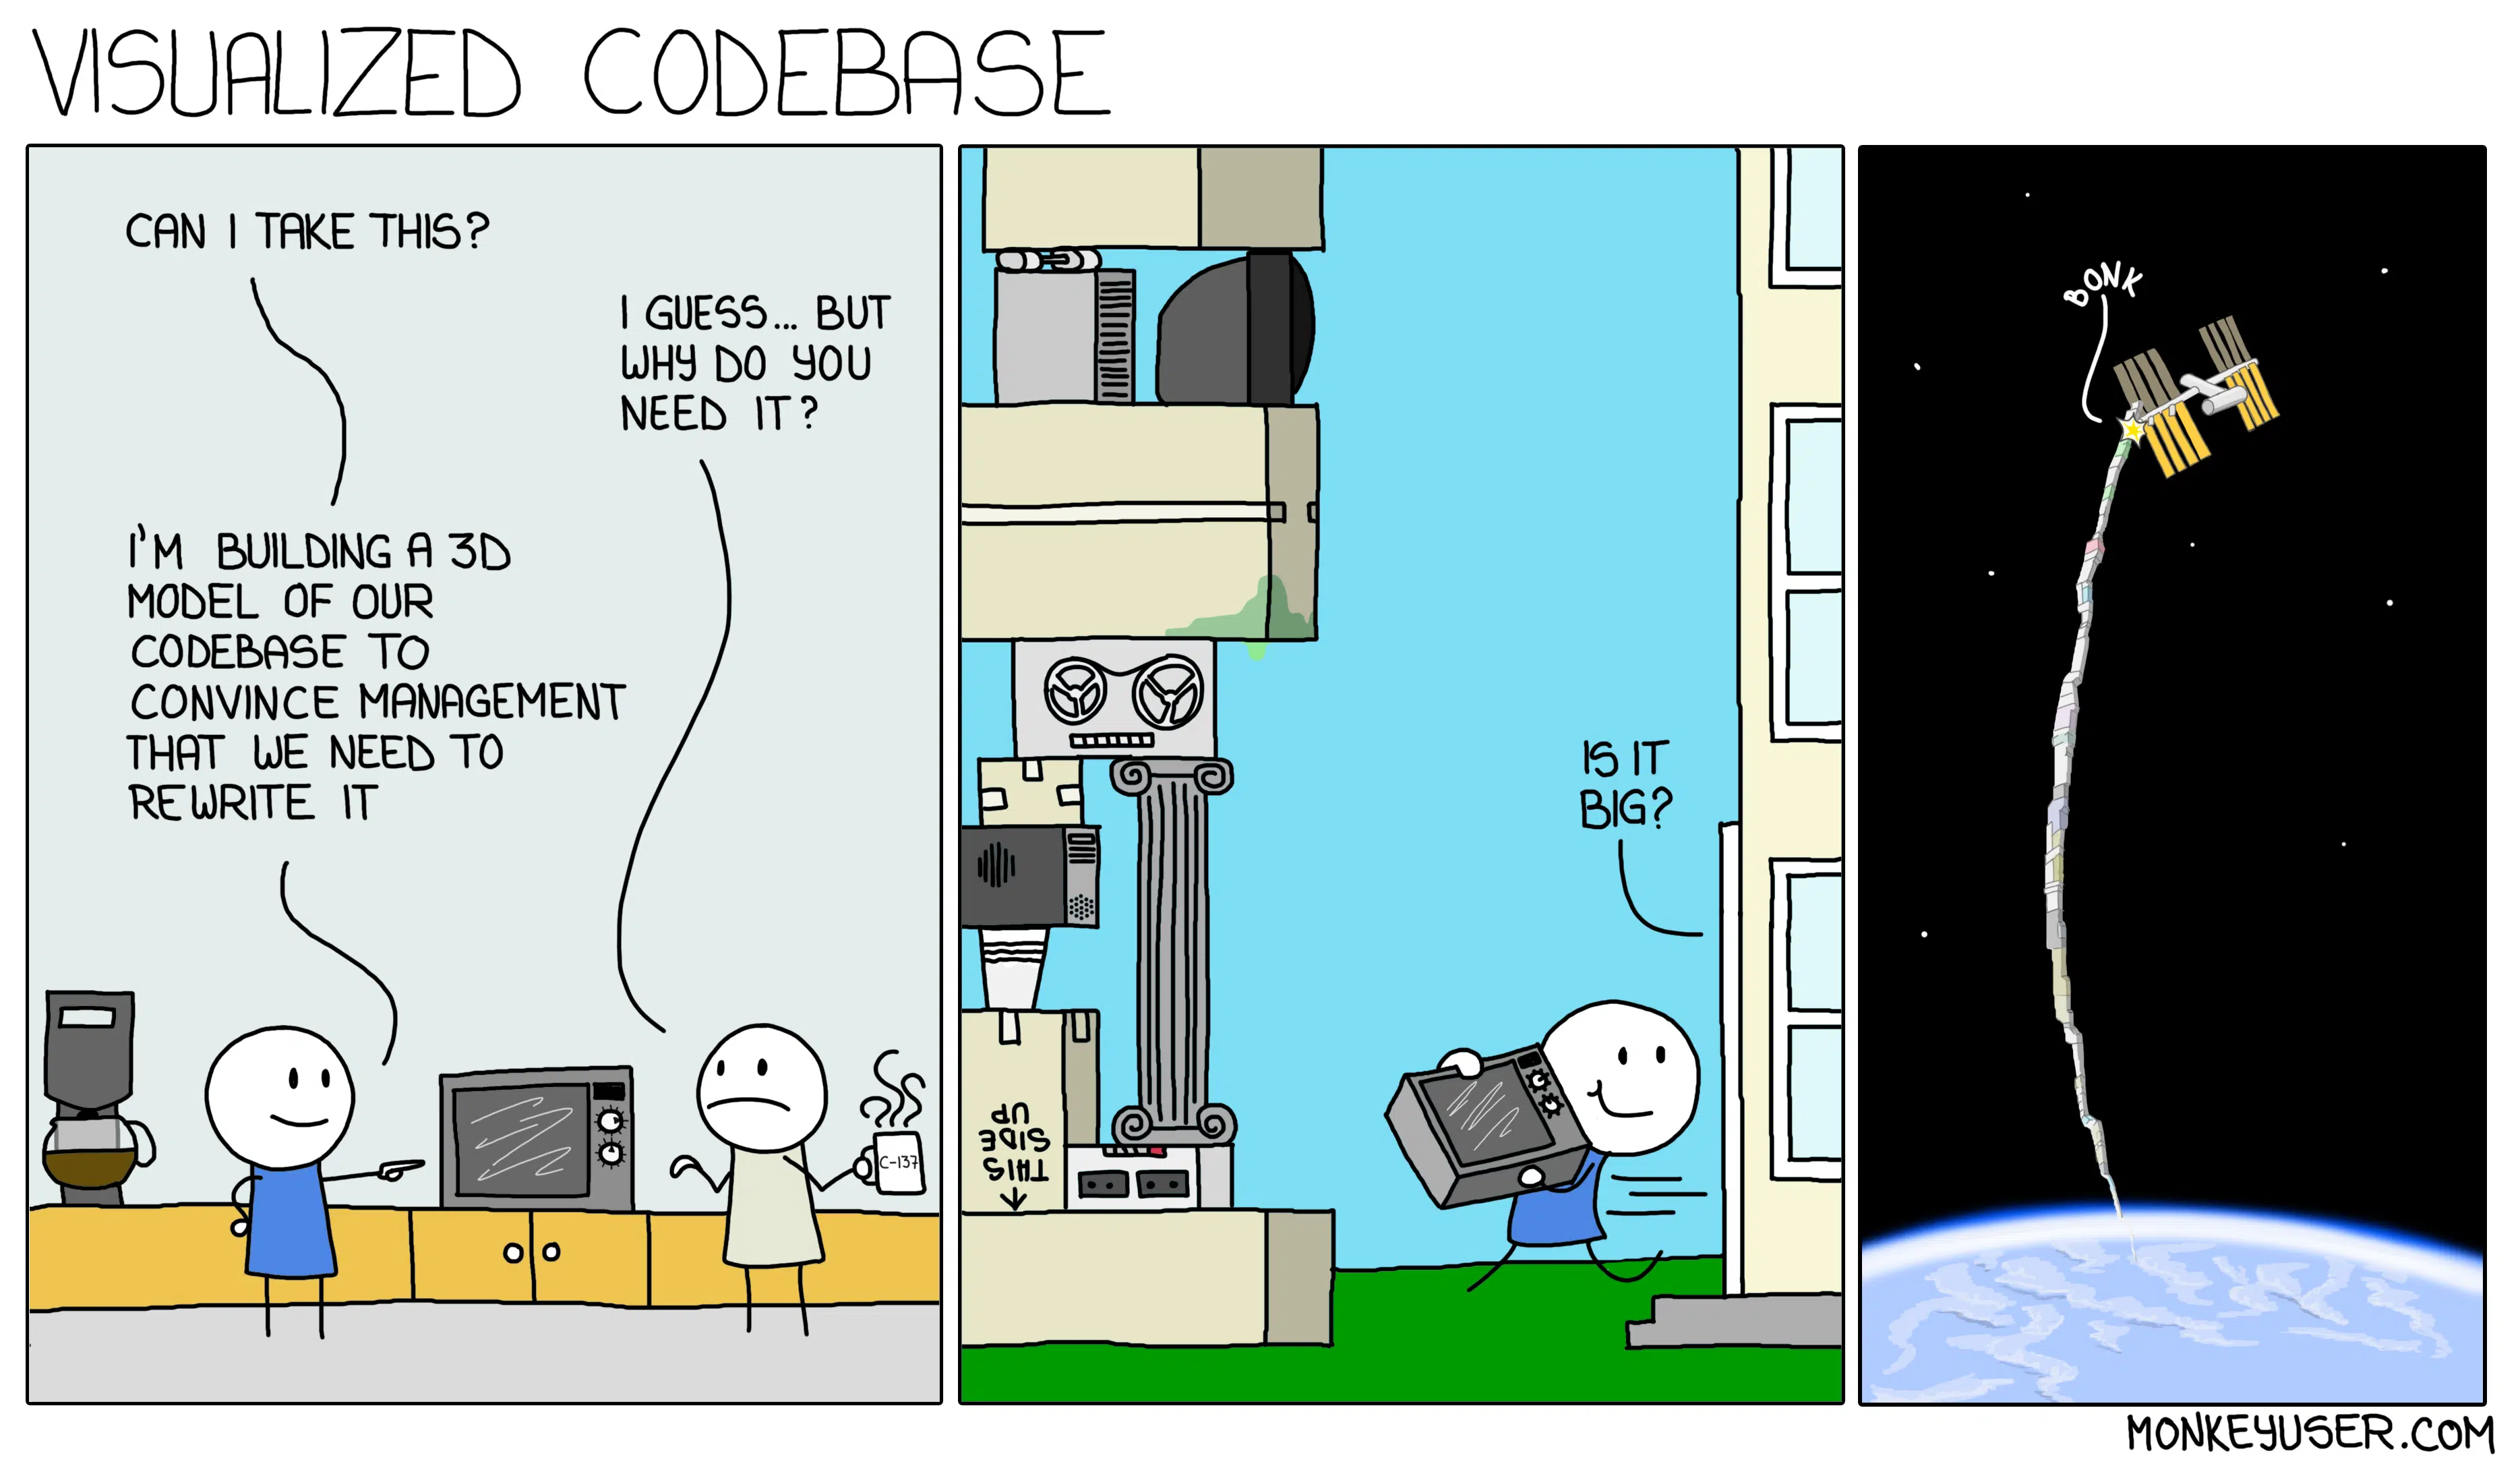 VISUALIZED CODEBASE
CAN I TAKE THIS?
I GUESS... BUT
WHY DO YOU
NEED IT?
I'M BUILDING A 3D
MODEL OF OUR
CODEBASE TO
CONVINCE MANAGEMENT
THAT WE NEED TO
REWRITE IT
C-137
IS IT
BIG?
THIS
SIDE
UP
BONK
MONKEYUSER.COM